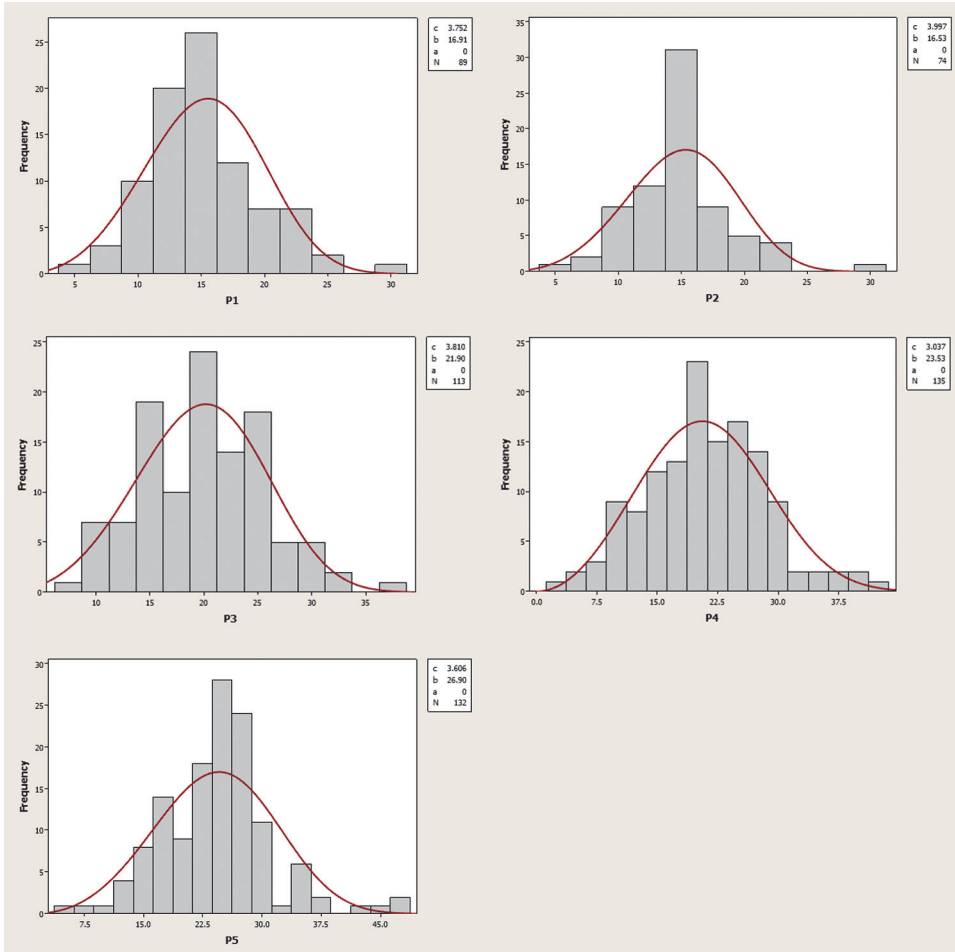 c 3.752
b 16.91
a 0
N 89
25
20
15
10
5
0
Frequency
5 10 15 20 25 30
P1
c 3.997
b 16.53
a 0
N 74
35
30
25
20
15
10
5
0
Frequency
5 10 15 20 25 30
P2
c 3.810
b 21.90
a 0
N 113
25
20
15
10
5
0
Frequency
10 15 20 25 30 35
P3
c 3.037
b 23.53
a 0
N 135
25
20
15
10
5
0
Frequency
0.0 7.5 15.0 22.5 30.0 37.5
P4
c 3.606
b 26.90
a 0
N 132
30
25
20
15
10
5
0
Frequency
7.5 15.0 22.5 30.0 37.5 45.0
P5